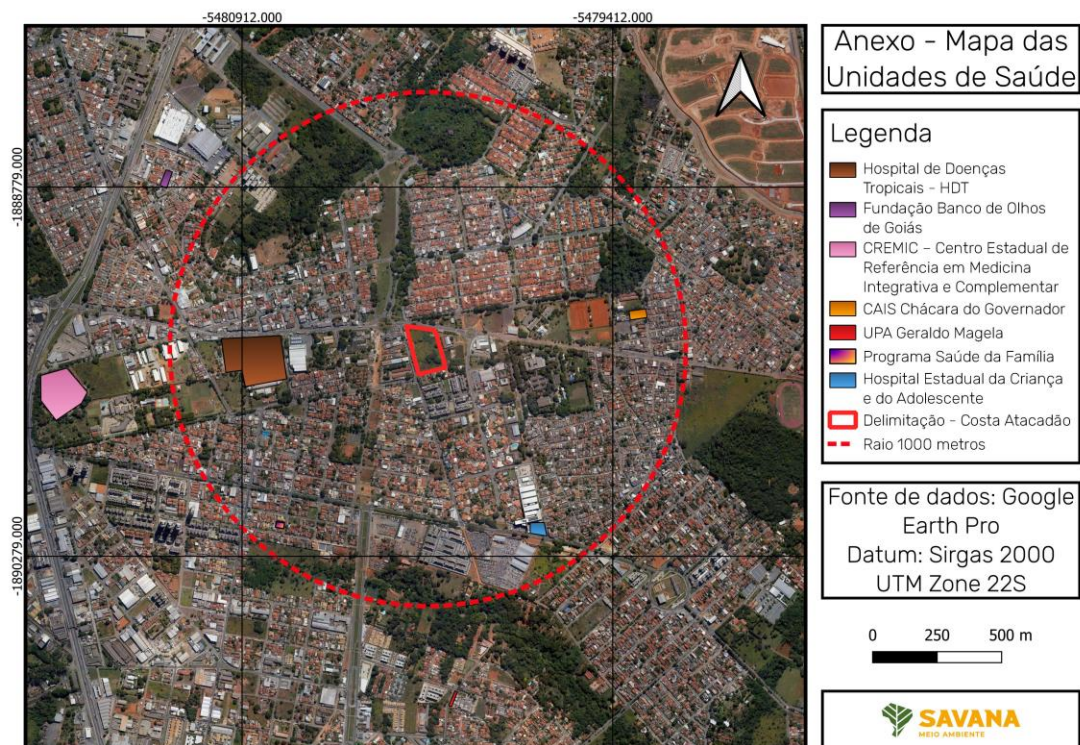 -5480912.000
-5479412.000
-1888779.000
-1890279.000
Anexo - Mapa das
Unidades de Saúde
Legenda
Hospital de Doenças
Tropicais - HDT
Fundação Banco de Olhos
de Goiás
CREMIC - Centro Estadual de
Referência em Medicina
Integrativa e Complementar
CAIS Chácara do Governador
UPA Geraldo Magela
Programa Saúde da Família
Hospital Estadual da Criança
e do Adolescente
Delimitação - Costa Atacadão
Raio 1000 metros
Fonte de dados: Google
Earth Pro
Datum: Sirgas 2000
UTM Zone 22S
0 250 500 m
SAVANA
MEIO AMBIENTE